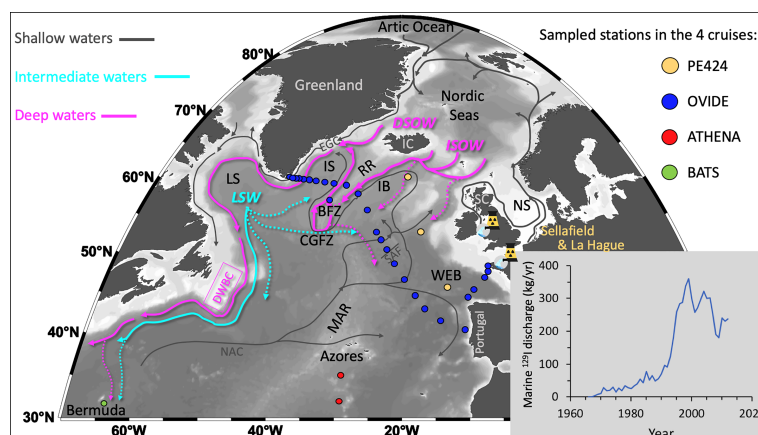 Shallow waters
Intermediate waters
Deep waters
Arctic Ocean
Sampled stations in the 4 cruises:
PE424
OVIDE
ATHENA
BATS
80°N
70°N
60°N
50°N
40°N
30°N
Greenland
Nordic
Seas
DSOW
ISOW
EGC
IC
IS
RR
IB
LS
LSW
BFZ
CGFZ
NS
Sellafield
& La Hague
DWBC
WEB
MAR
NAC
Azores
Portugal
Bermuda
60°W
40°W
20°W
Marine ¹²⁹I discharge (kg/yr)
400
300
200
100
0
1960
1980
2000
2020
Year